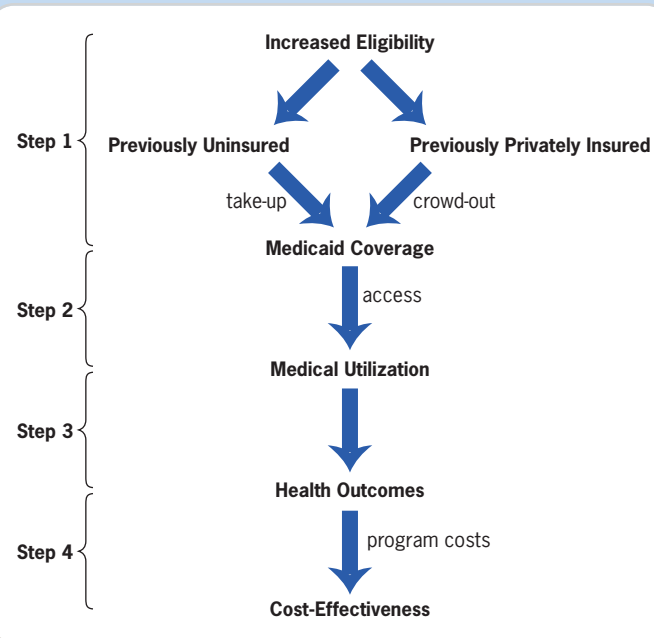 Increased Eligibility
Step 1
Previously Uninsured
Previously Privately Insured
take-up
crowd-out
Medicaid Coverage
Step 2
access
Medical Utilization
Step 3
Health Outcomes
Step 4
program costs
Cost-Effectiveness